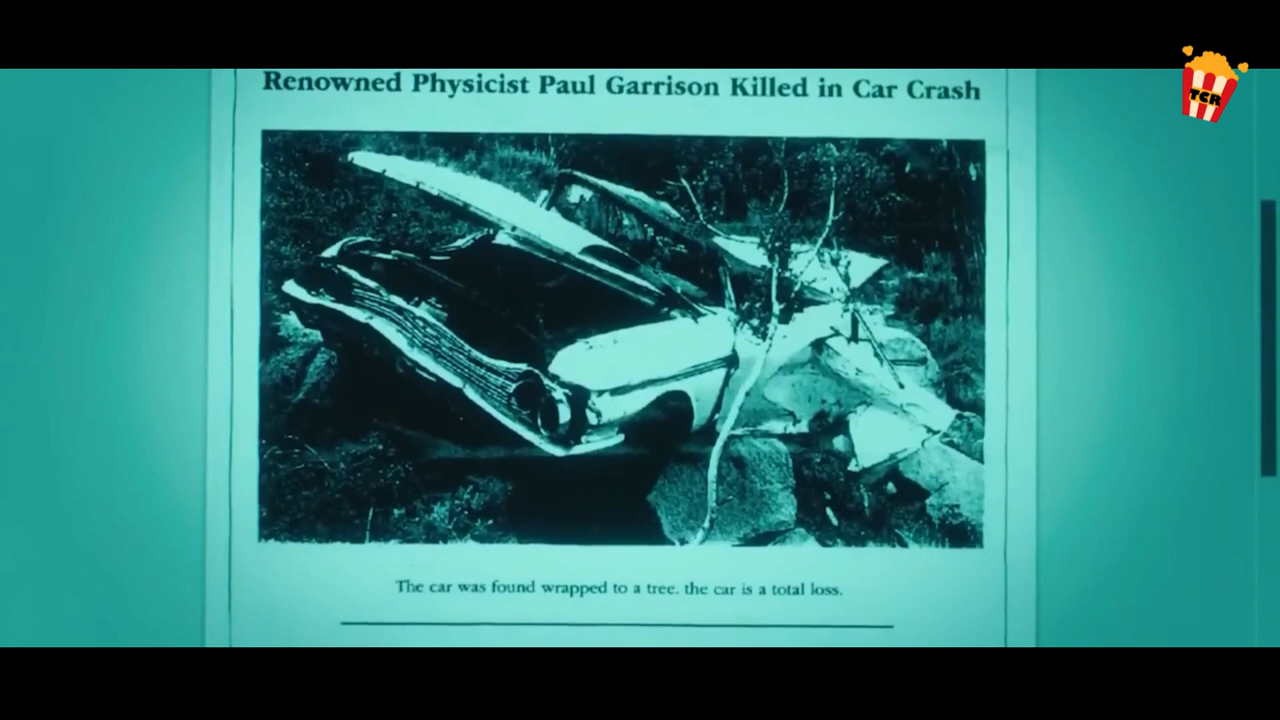 Renowned Physicist Paul Garrison Killed in Car Crash
TCR
The car was found wrapped to a tree. the car is a total loss.